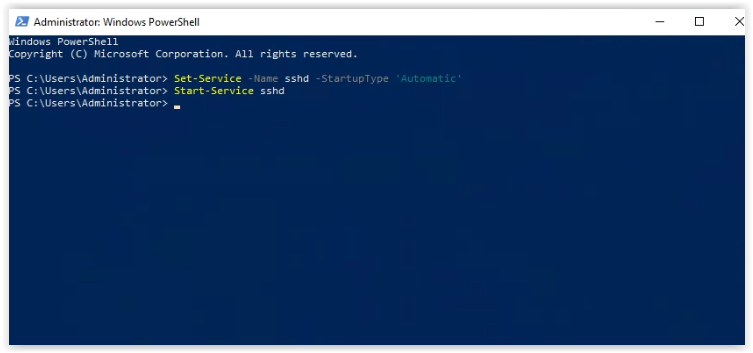 Administrator: Windows PowerShell
Windows PowerShell
Copyright (C) Microsoft Corporation. All rights reserved.
PS C:\Users\Administrator> Set-Service -Name sshd -StartupType 'Automatic'
PS C:\Users\Administrator> Start-Service sshd
PS C:\Users\Administrator> _